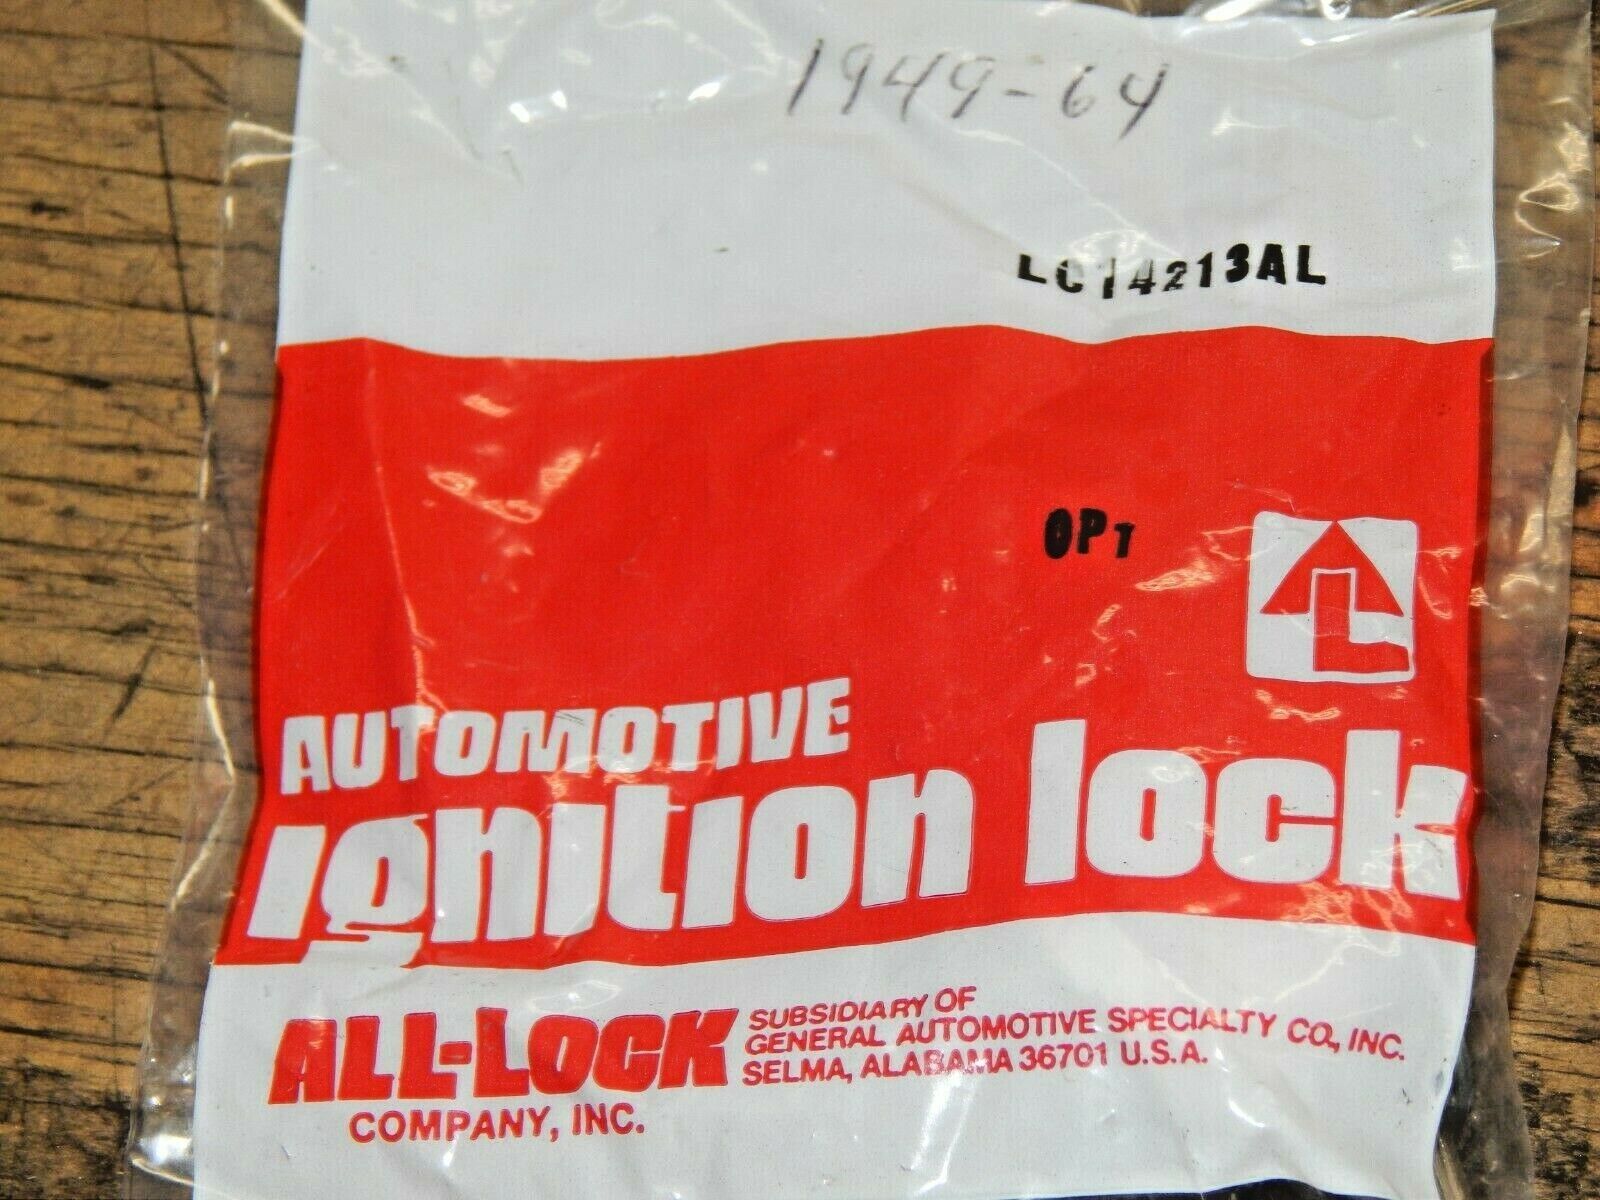 1949-64
LC14213AL
OPT
AL
AUTOMOTIVE
ignition lock
ALL-LOCK
COMPANY, INC.
SUBSIDIARY OF
GENERAL AUTOMOTIVE SPECIALTY CO., INC.
SELMA, ALABAMA 36701 U.S.A.